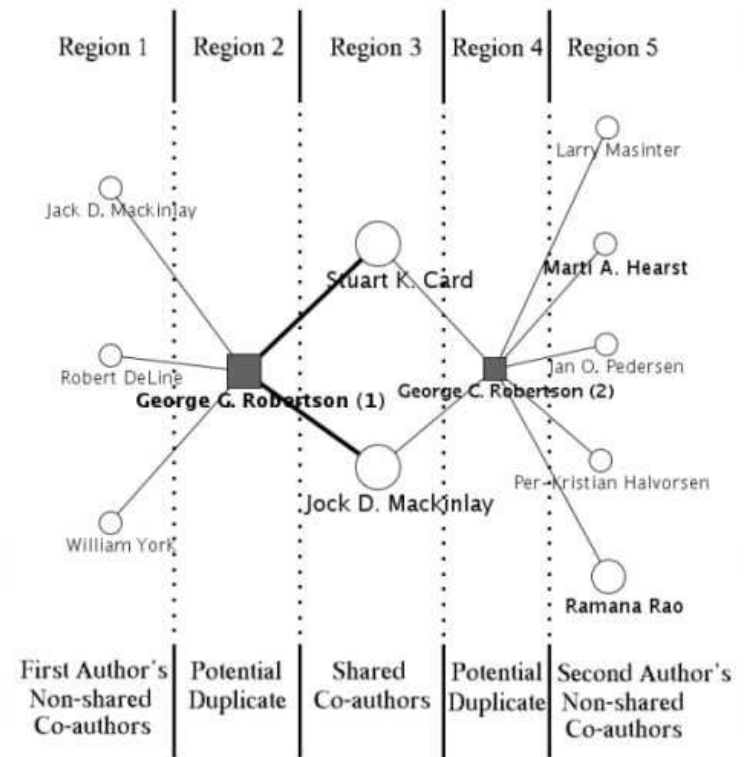 Region 1 Region 2 Region 3 Region 4 Region 5
Larry Masinter
Jack D. Mackinlay
Stuart K. Card
Marti A. Hearst
Jan O. Pedersen
Robert DeLine
George G. Robertson (1)
George C. Robertson (2)
Per-Kristian Halvorsen
Jock D. Mackinlay
William York
Ramana Rao
First Author's
Non-shared
Co-authors
Potential
Duplicate
Shared
Co-authors
Potential
Duplicate
Second Author's
Non-shared
Co-authors